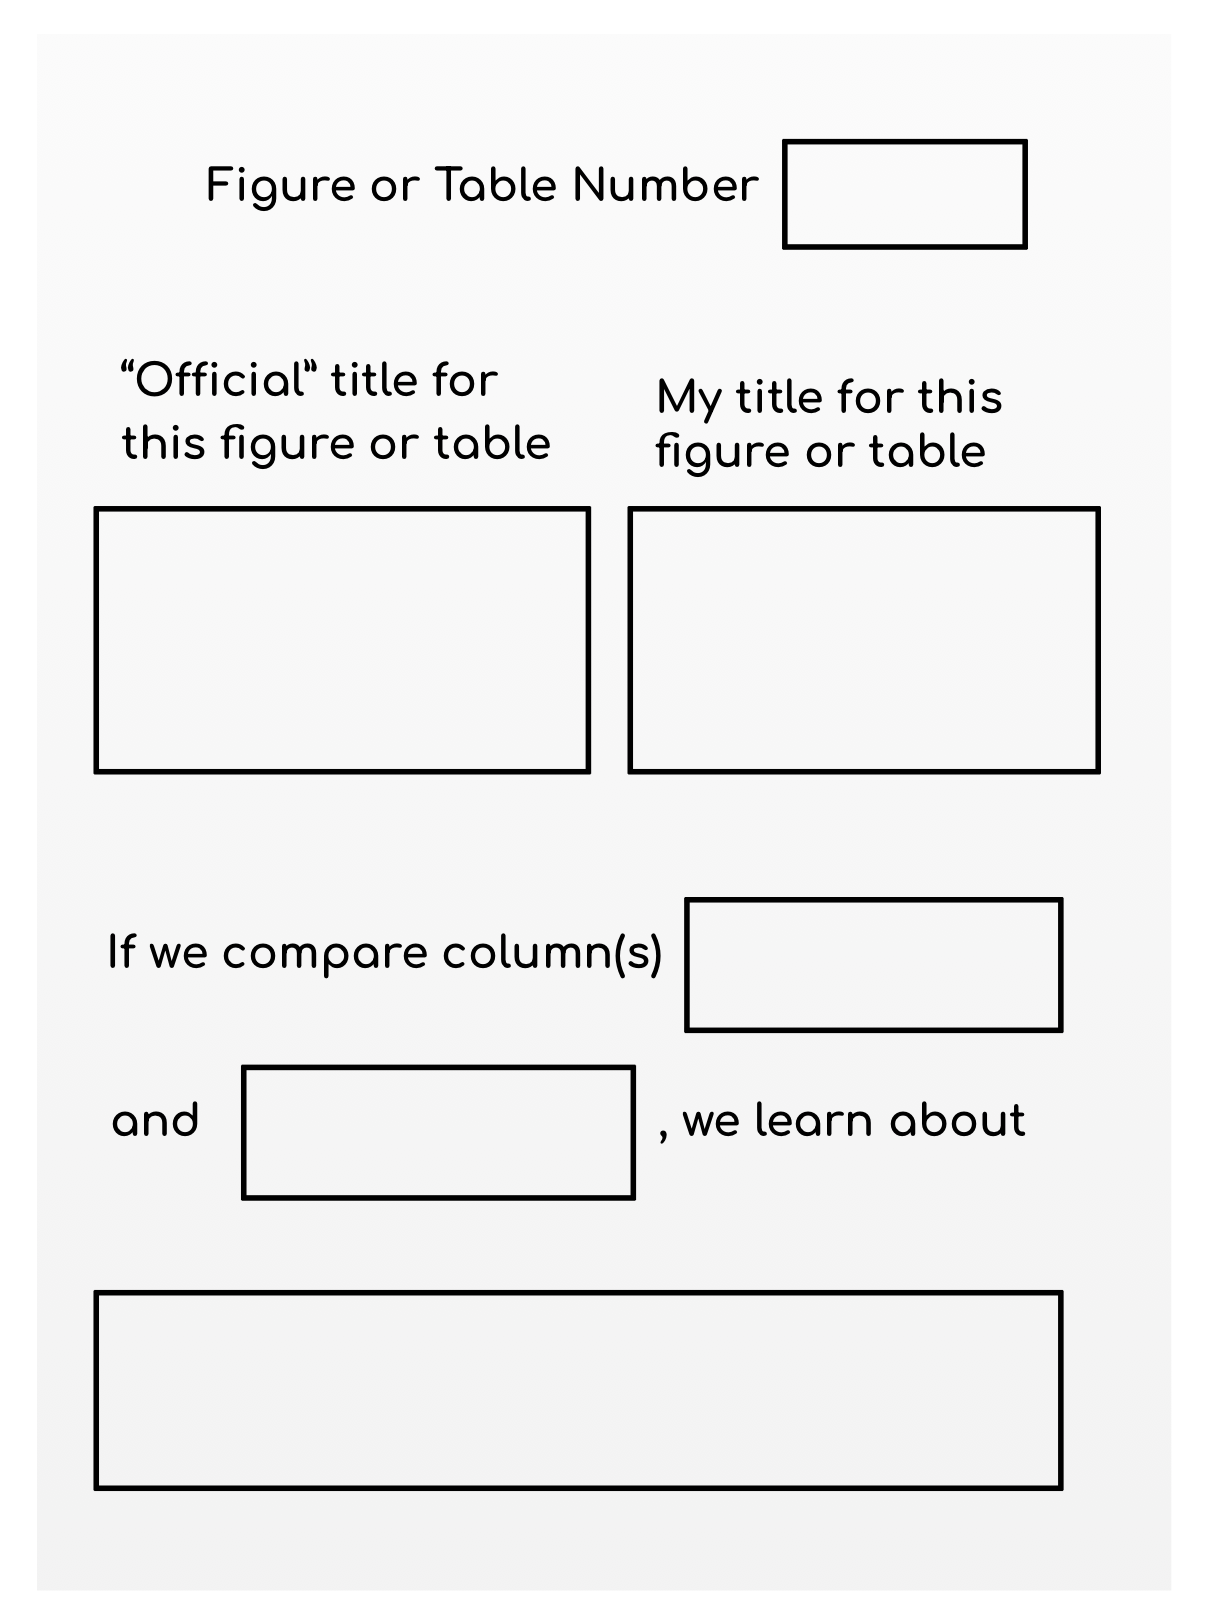 Figure or Table Number
“Official” title for
this figure or table
My title for this
figure or table
If we compare column(s)
and , we learn about